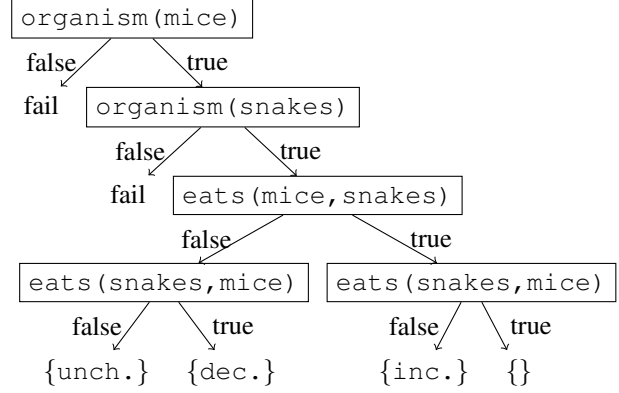 organism(mice)
false true
fail organism(snakes)
false true
fail eats(mice,snakes)
false true
eats(snakes,mice) eats(snakes,mice)
false true false true
{unch.} {dec.} {inc.} {}